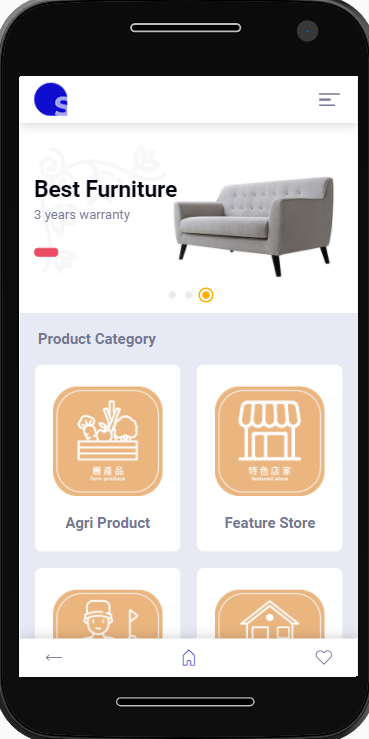 S
Best Furniture
3 years warranty
Product Category
農產品
farm produce
Agri Product
特色店家
featured store
Feature Store